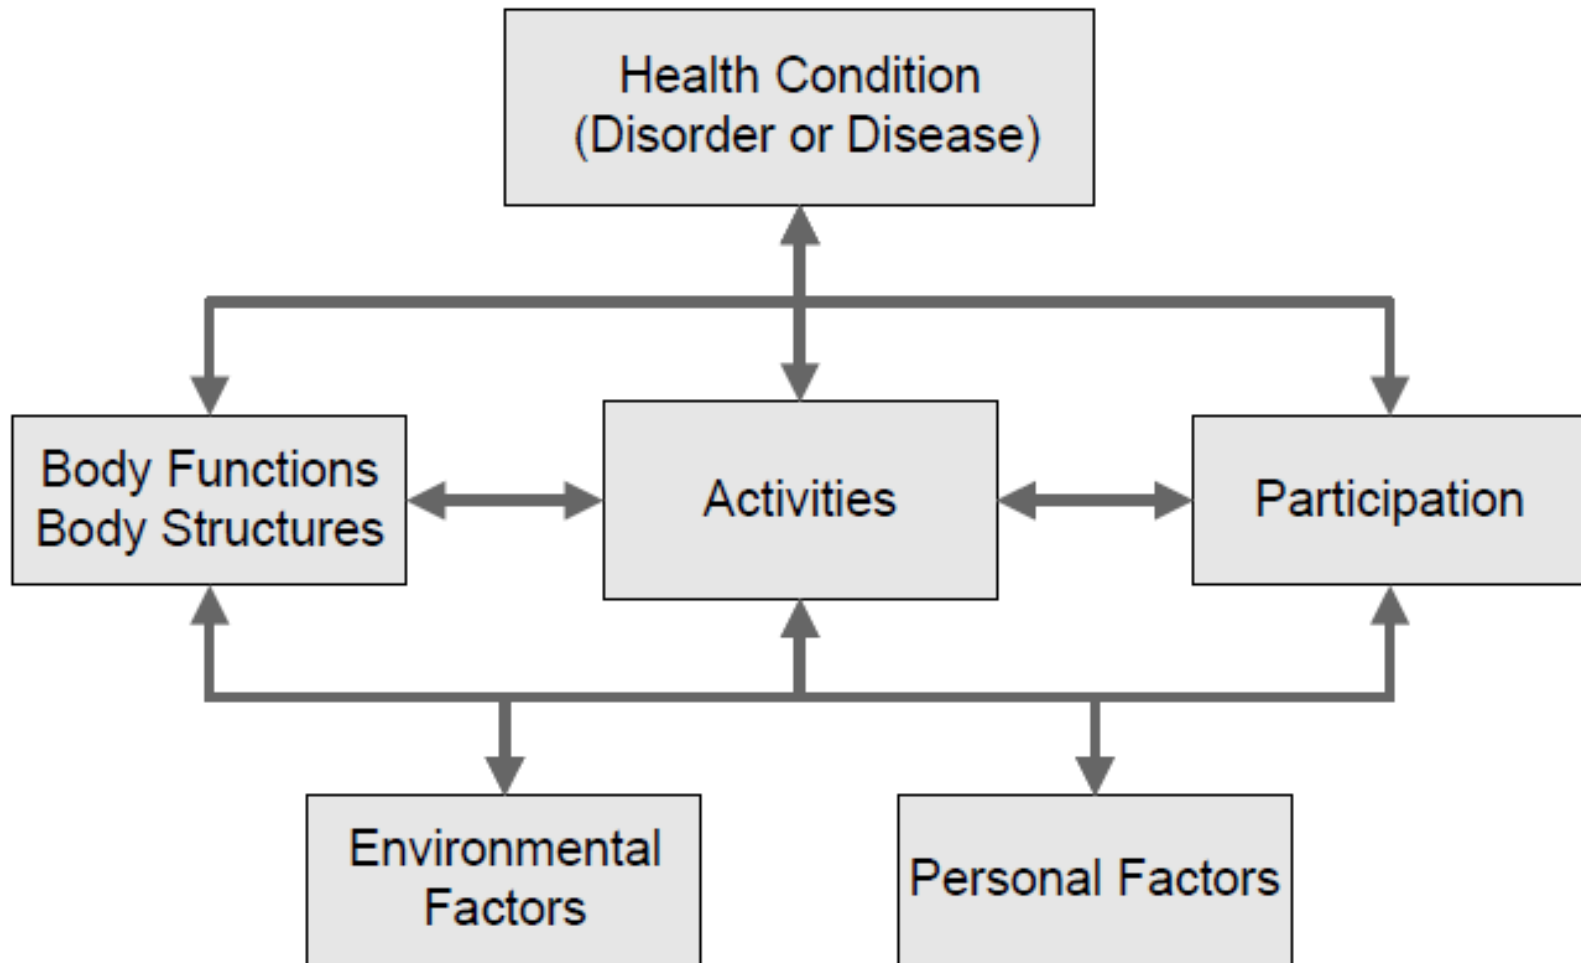 Health Condition
(Disorder or Disease)
Body Functions
Body Structures
Activities
Participation
Environmental
Factors
Personal Factors